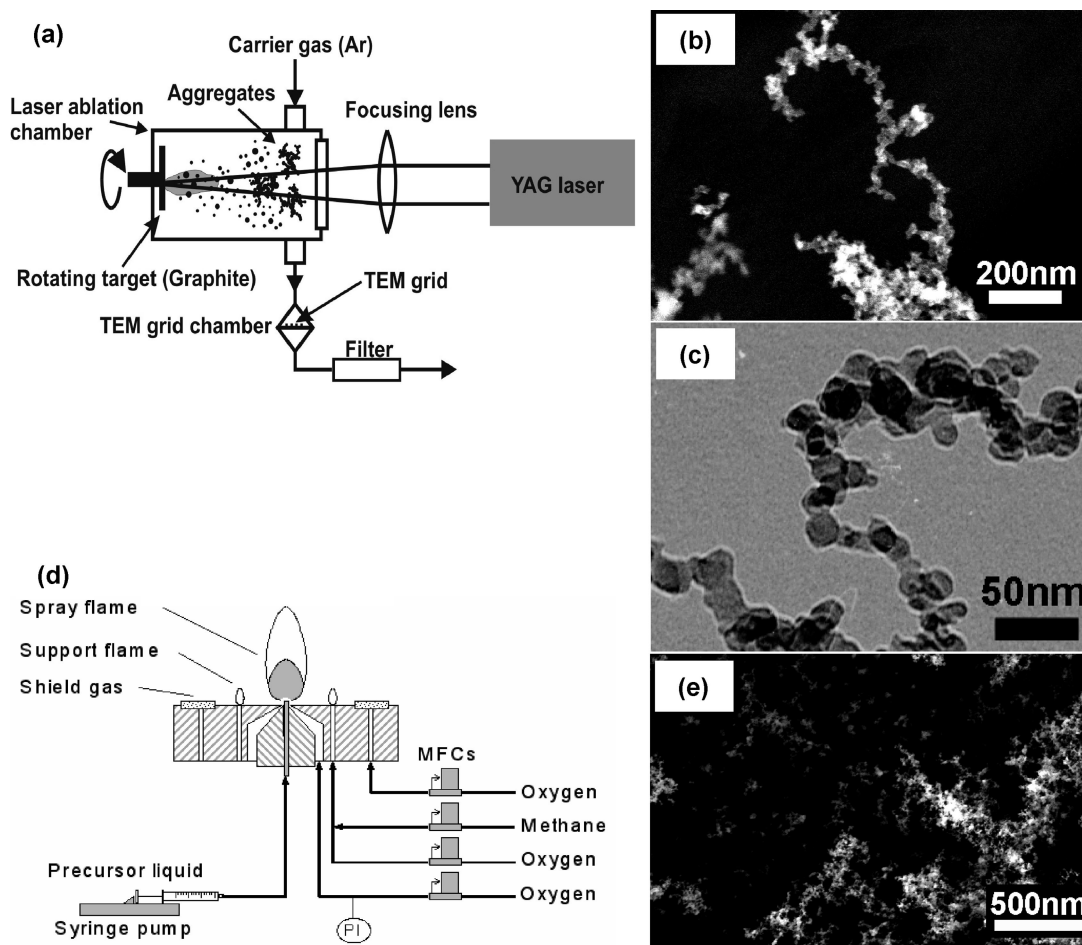 (a)
Carrier gas (Ar)
Laser ablation
chamber
Aggregates
Focusing lens
YAG laser
Rotating target (Graphite)
TEM grid
TEM grid chamber
Filter
(b)
200nm
(c)
50nm
(d)
Spray flame
Support flame
Shield gas
MFCs
Oxygen
Methane
Oxygen
Oxygen
Precursor liquid
Syringe pump
PI
(e)
500nm